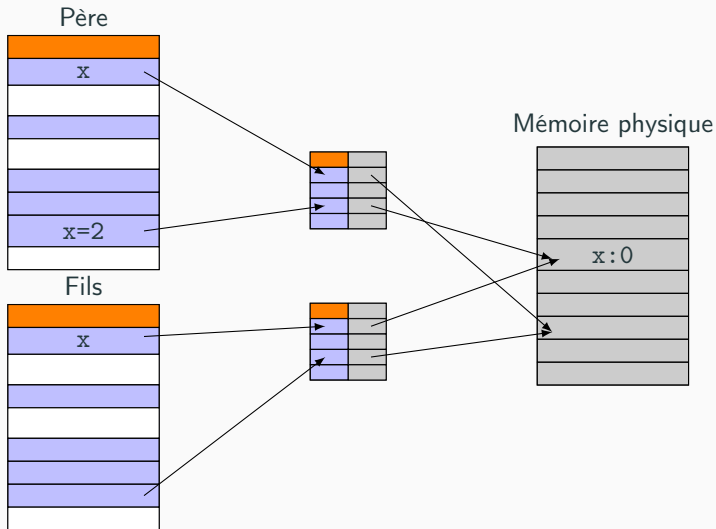 Père
x
x=2
Mémoire physique
x:0
Fils
x